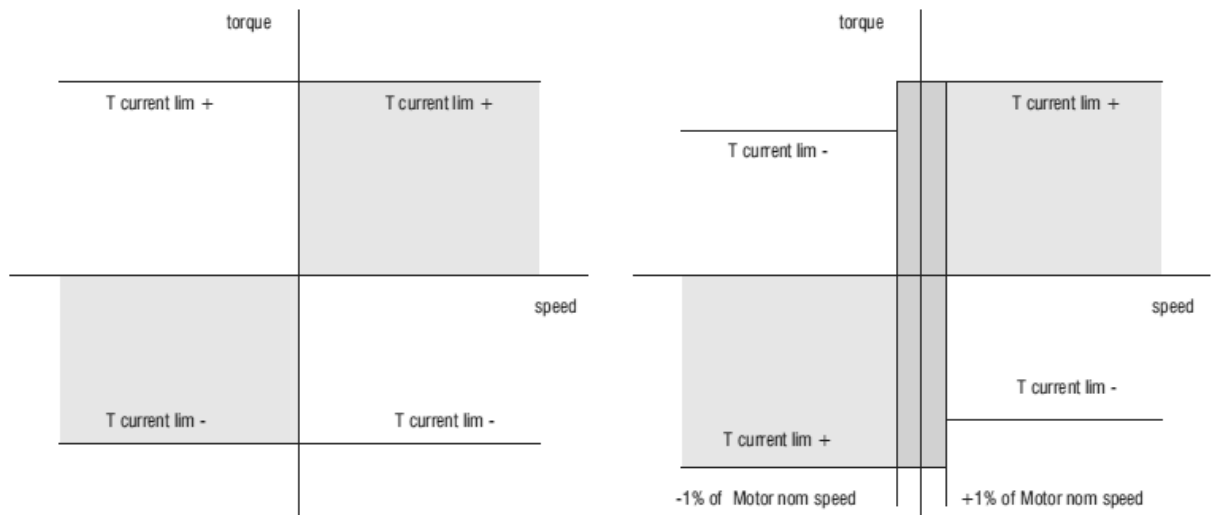 torque
T current lim +
T current lim +
speed
T current lim -
T current lim -
torque
T current lim +
T current lim -
speed
T current lim -
T current lim +
-1% of Motor nom speed
+1% of Motor nom speed